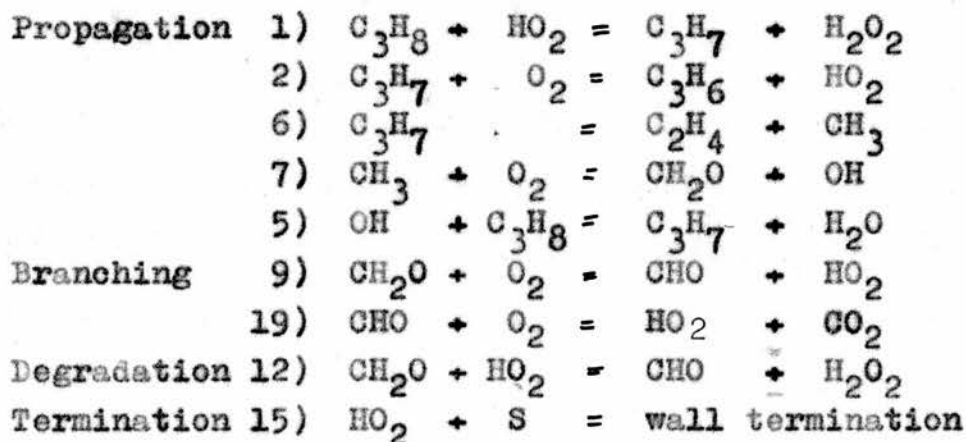 Propagation 1) C3H8 + HO2 = C3H7 + H2O2
2) C3H7 + O2 = C3H6 + HO2
6) C3H7 = C2H4 + CH3
7) CH3 + O2 = CH2O + OH
5) OH + C3H8 = C3H7 + H2O
Branching 9) CH2O + O2 = CHO + HO2
19) CHO + O2 = HO2 + CO2
Degradation 12) CH2O + HO2 = CHO + H2O2
Termination 15) HO2 + S = wall termination